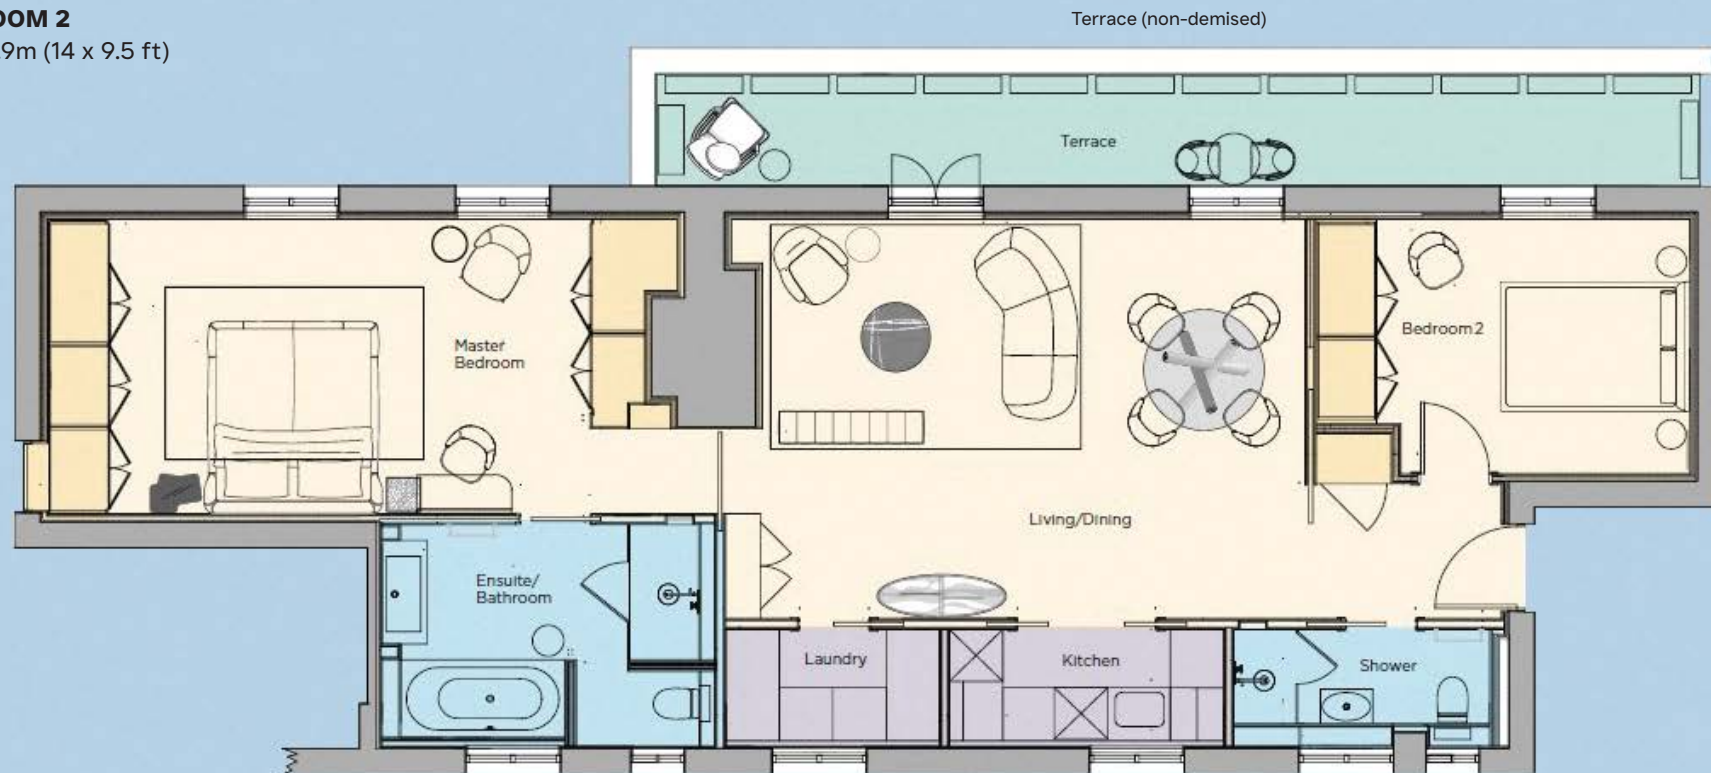 OOM 2
.9m (14 x 9.5 ft)
Terrace (non-demised)
Terrace
Master
Bedroom
Bedroom 2
Living/Dining
Ensuite/
Bathroom
Laundry
Kitchen
Shower